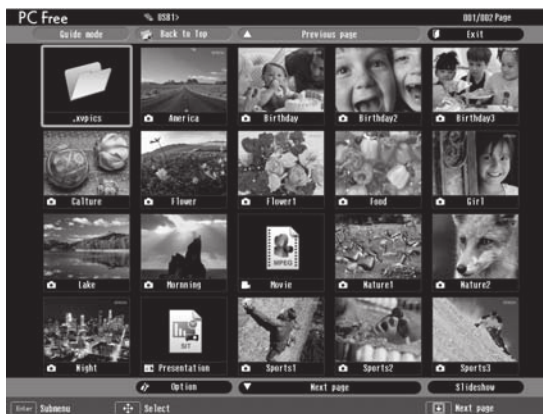 PC Free USB1> 001/002 Page
Guide mode Back to Top Previous page Exit
.xvpics America Birthday Birthday2 Birthday3
Calture Flower Flower1 Food Girl
MPEG
Lake Mornning Movie Nature1 Nature2
SIT
Night Presentation Sports1 Sports2 Sports3
Option Next page Slideshow
Enter Submenu Select Next page